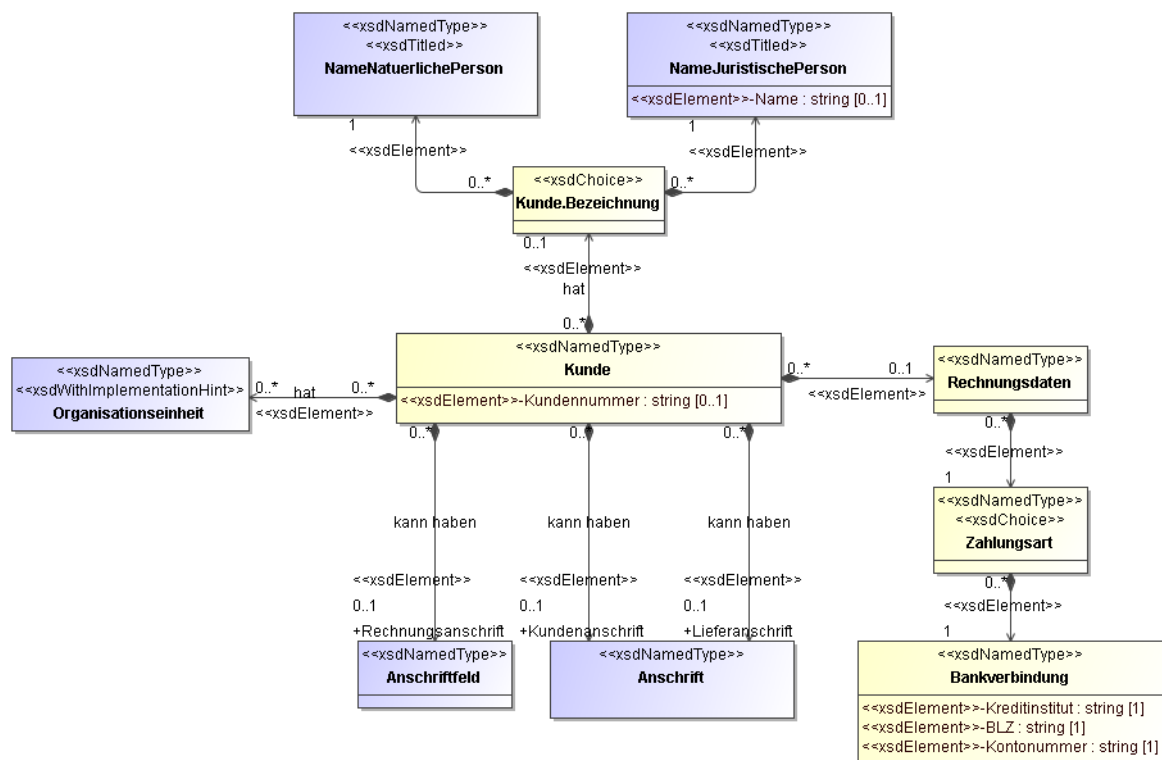 <<xsdNamedType>>
<<xsdTitled>>
NameNatuerlichePerson
<<xsdNamedType>>
<<xsdTitled>>
NameJuristischePerson
<<xsdElement>>-Name : string [0..1]
1
<<xsdElement>>
0..*
1
<<xsdElement>>
0..*
<<xsdChoice>>
Kunde.Bezeichnung
0..1
<<xsdElement>>
hat
0..*
<<xsdNamedType>>
<<xsdWithImplementationHint>>
Organisationseinheit
0..*
hat
0..*
<<xsdElement>>
<<xsdNamedType>>
Kunde
<<xsdElement>>-Kundennummer : string [0..1]
0..*
0..1
<<xsdElement>>
<<xsdNamedType>>
Rechnungsdaten
0..*
<<xsdElement>>
1
<<xsdNamedType>>
<<xsdChoice>>
Zahlungsart
0..*
<<xsdElement>>
1
<<xsdNamedType>>
Bankverbindung
<<xsdElement>>-Kreditinstitut : string [1]
<<xsdElement>>-BLZ : string [1]
<<xsdElement>>-Kontonummer : string [1]
0..*
0..*
0..*
kann haben
kann haben
kann haben
<<xsdElement>>
<<xsdElement>>
<<xsdElement>>
0..1
0..1
0..1
+Rechnungsanschrift
+Kundenanschrift
+Lieferanschrift
<<xsdNamedType>>
Anschriftfeld
<<xsdNamedType>>
Anschrift